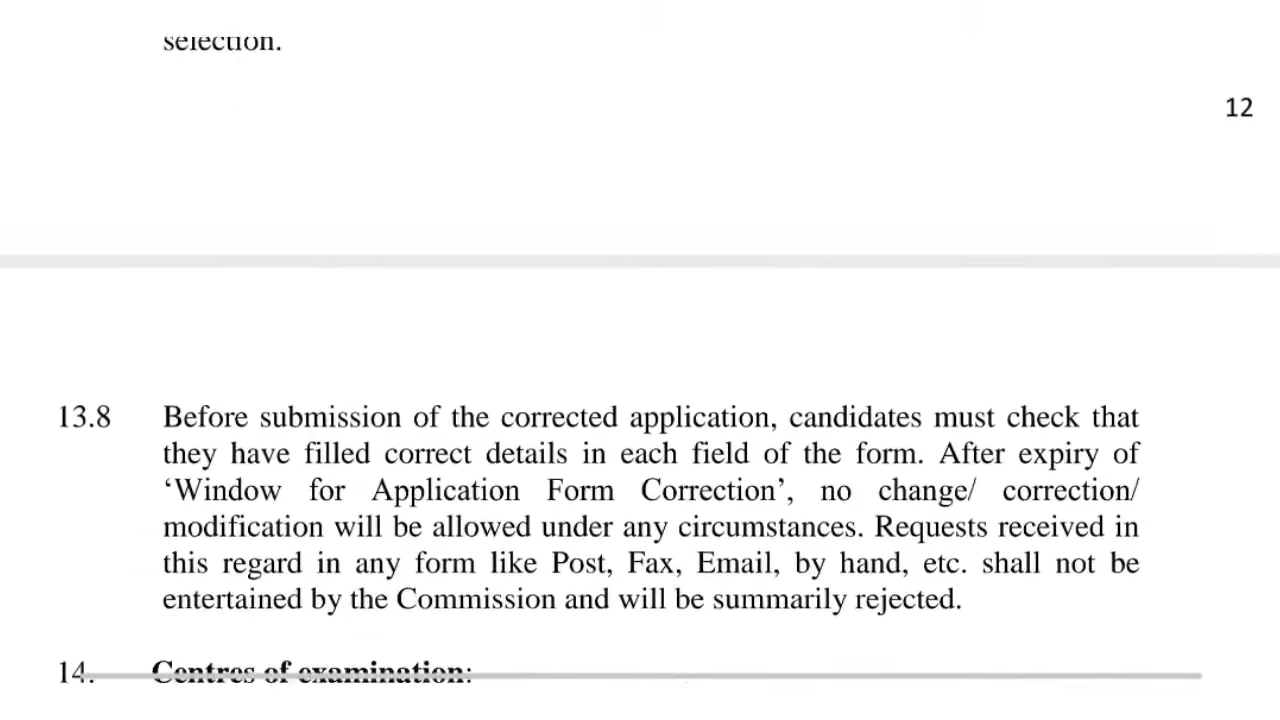 selection.
12
13.8 Before submission of the corrected application, candidates must check that
they have filled correct details in each field of the form. After expiry of
‘Window for Application Form Correction’, no change/ correction/
modification will be allowed under any circumstances. Requests received in
this regard in any form like Post, Fax, Email, by hand, etc. shall not be
entertained by the Commission and will be summarily rejected.
14. Centres of examination: